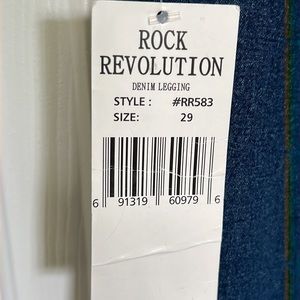 ROCK
REVOLUTION
DENIM LEGGING
STYLE : #RR583
SIZE: 29
6 91319 60979 6